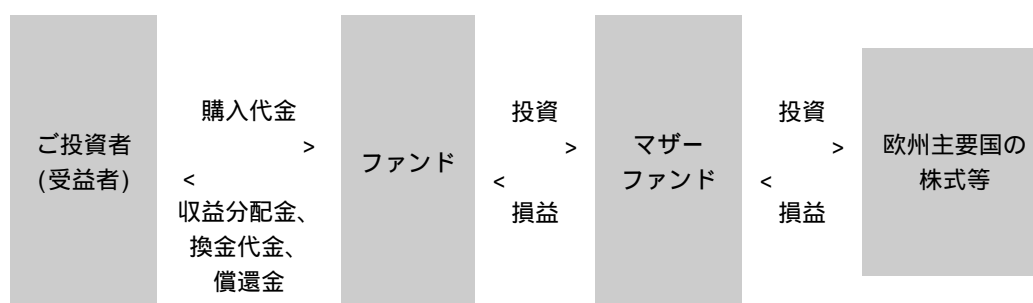 ご投資者
(受益者)
購入代金
>
<
収益分配金、
換金代金、
償還金
ファンド
投資
>
<
損益
マザー
ファンド
投資
>
<
損益
欧州主要国の
株式等